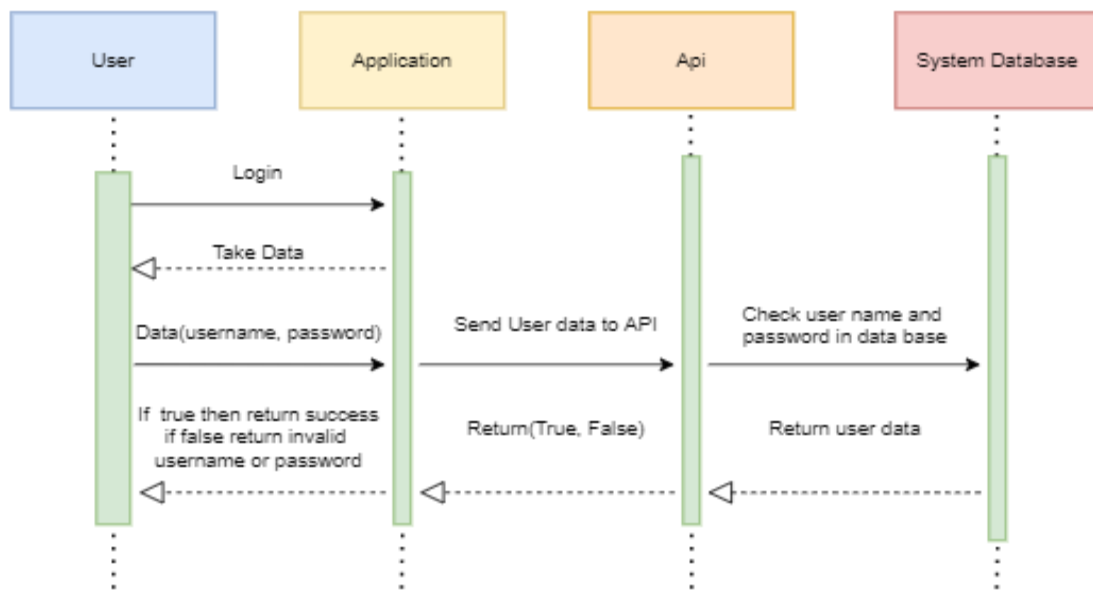 User
Application
Api
System Database
Login
Take Data
Data(username, password)
Send User data to API
Check user name and
password in data base
If true then return success
if false return invalid
username or password
Return(True, False)
Return user data